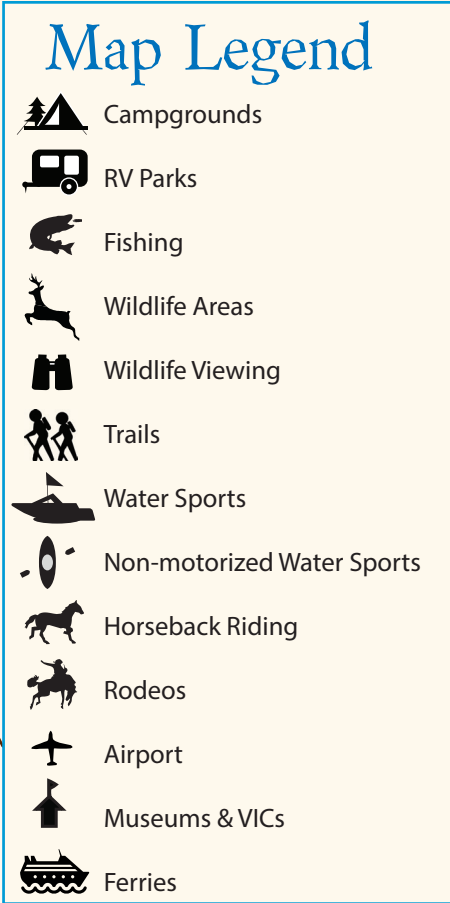 Map Legend
Campgrounds
RV Parks
Fishing
Wildlife Areas
Wildlife Viewing
Trails
Water Sports
Non-motorized Water Sports
Horseback Riding
Rodeos
Airport
Museums & VICs
Ferries